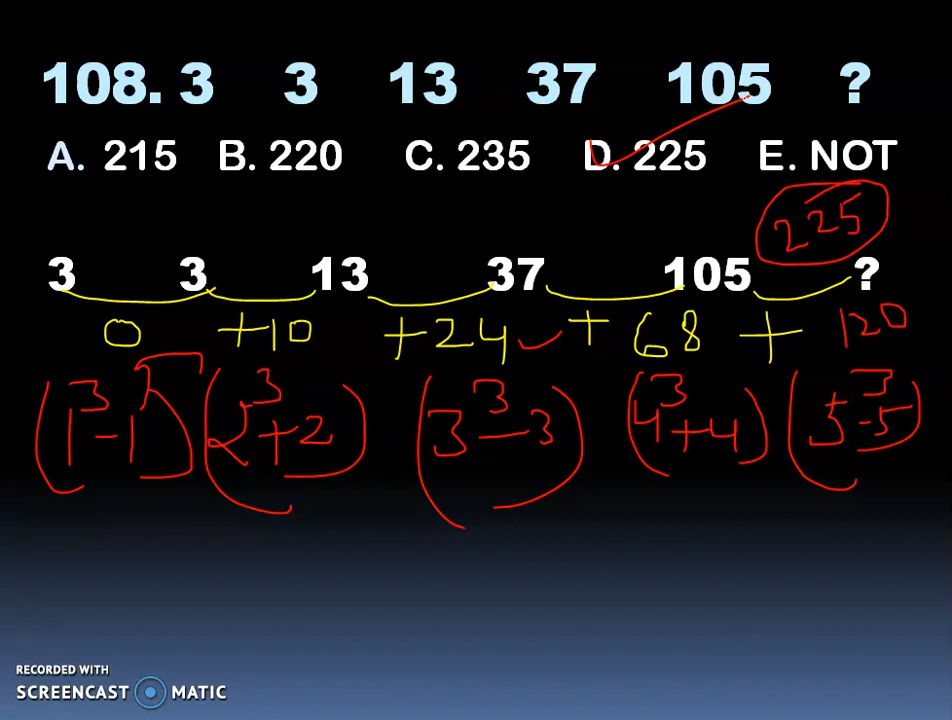 108. 3 3 13 37 105 ?
A. 215 B. 220 C. 235 D. 225 E. NOT
225
3 3 13 37 105 ?
0 +10 +24 +68 + 120
(1³-1) (2³+2) (3³-3) (4³+4) (5³-5)
RECORDED WITH
SCREENCAST MATIC